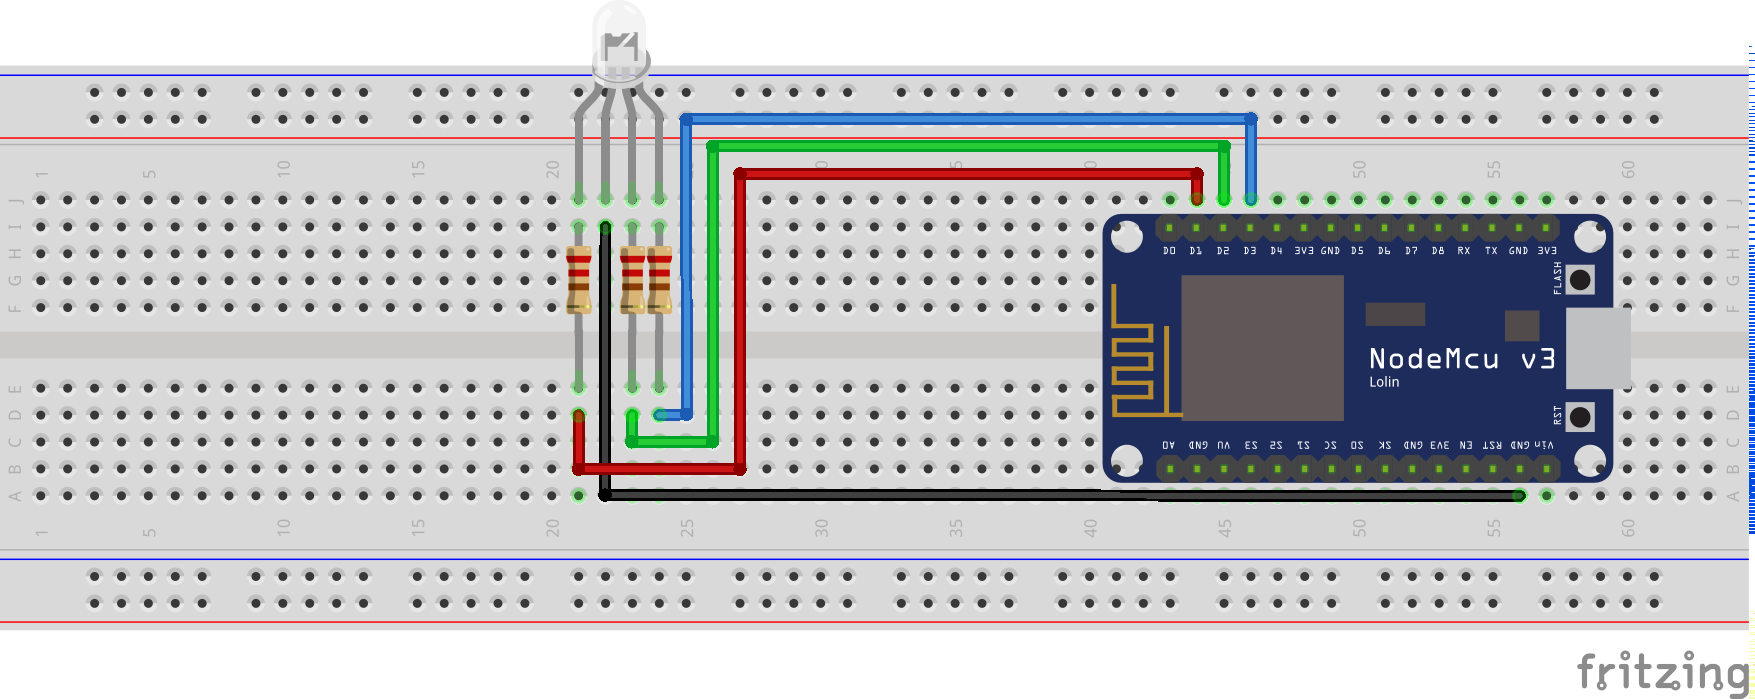 1 5 10 15 20 50 55 60
J J
I I
H H
G G
F F
D0 D1 D2 D3 D4 3V3 GND D5 D6 D7 D8 RX TX GND 3V3
FLASH
NodeMcu v3
Lolin
RST
E E
D D
C C
B B
A A
A0 GND VU S3 S2 S1 SC S0 SK GND 3V3 EN RST GND Vin
1 5 10 15 20 25 30 35 40 45 50 55 60
fritzing